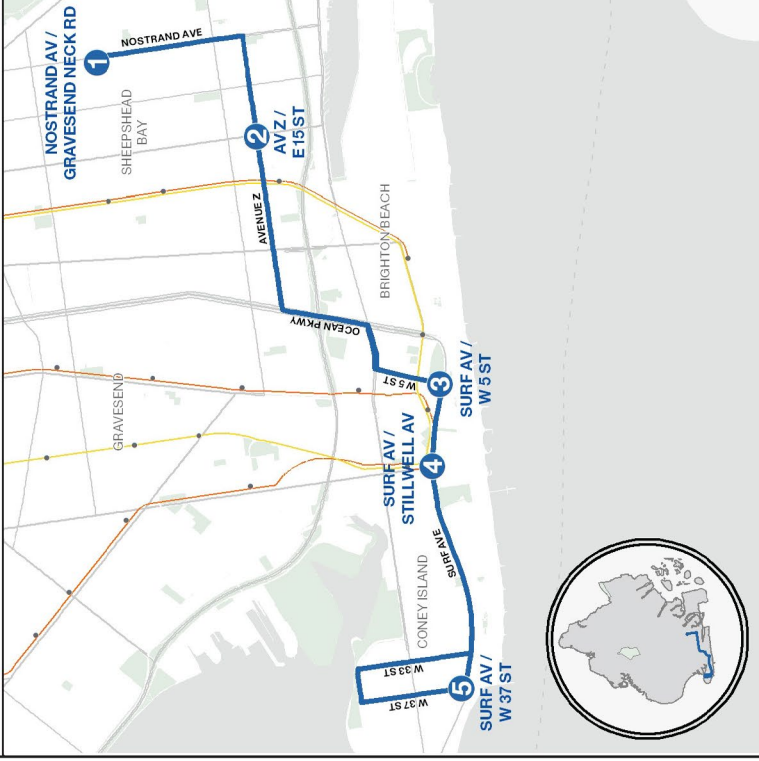 NOSTRAND AV /
GRAVESEND NECK RD
1
NOSTRAND AVE
SHEEPSHEAD
BAY
2
AV Z /
E15 ST
AVENUE Z
BRIGHTON BEACH
OCEAN PKWY
W 5 ST
3
SURF AV /
W 5 ST
GRAVESEND
SURF AV /
STILLWELL AV
4
SURF AVE
CONEY ISLAND
W 33 ST
W 37 ST
5
SURF AV /
W 37 ST